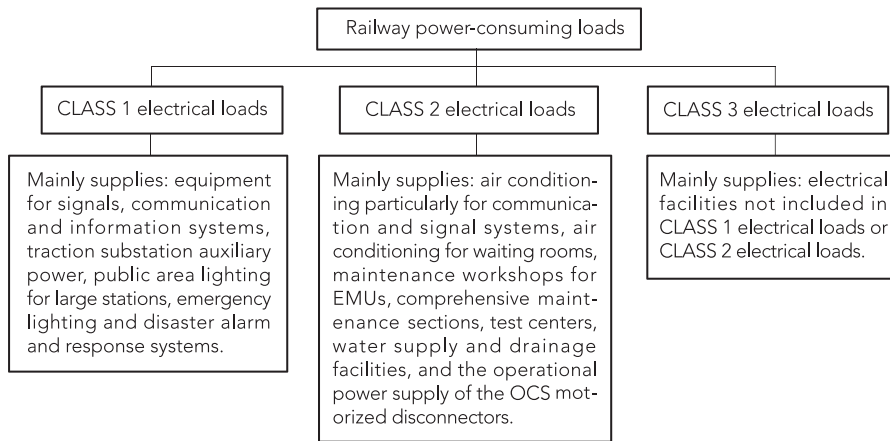 Railway power-consuming loads
CLASS 1 electrical loads
CLASS 2 electrical loads
CLASS 3 electrical loads
Mainly supplies: equipment
for signals, communication
and information systems,
traction substation auxiliary
power, public area lighting
for large stations, emergency
lighting and disaster alarm
and response systems.
Mainly supplies: air condition-
ing particularly for communica-
tion and signal systems, air
conditioning for waiting rooms,
maintenance workshops for
EMUs, comprehensive maint-
enance sections, test centers,
water supply and drainage
facilities, and the operational
power supply of the OCS mot-
orized disconnectors.
Mainly supplies: electrical
facilities not included in
CLASS 1 electrical loads or
CLASS 2 electrical loads.